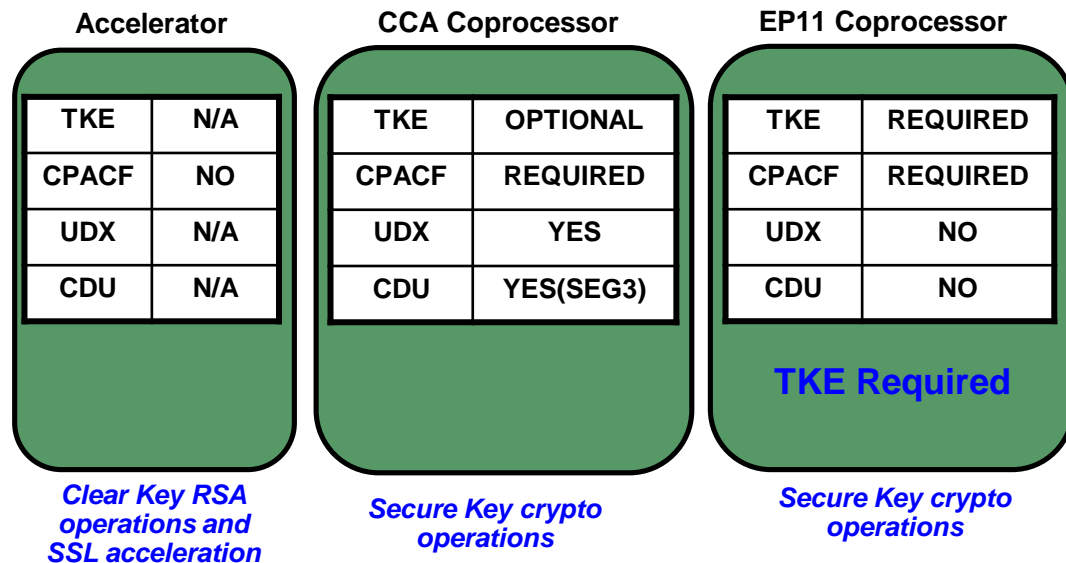 Accelerator
TKE N/A
CPACF NO
UDX N/A
CDU N/A
Clear Key RSA
operations and
SSL acceleration
CCA Coprocessor
TKE OPTIONAL
CPACF REQUIRED
UDX YES
CDU YES(SEG3)
Secure Key crypto
operations
EP11 Coprocessor
TKE REQUIRED
CPACF REQUIRED
UDX NO
CDU NO
TKE Required
Secure Key crypto
operations